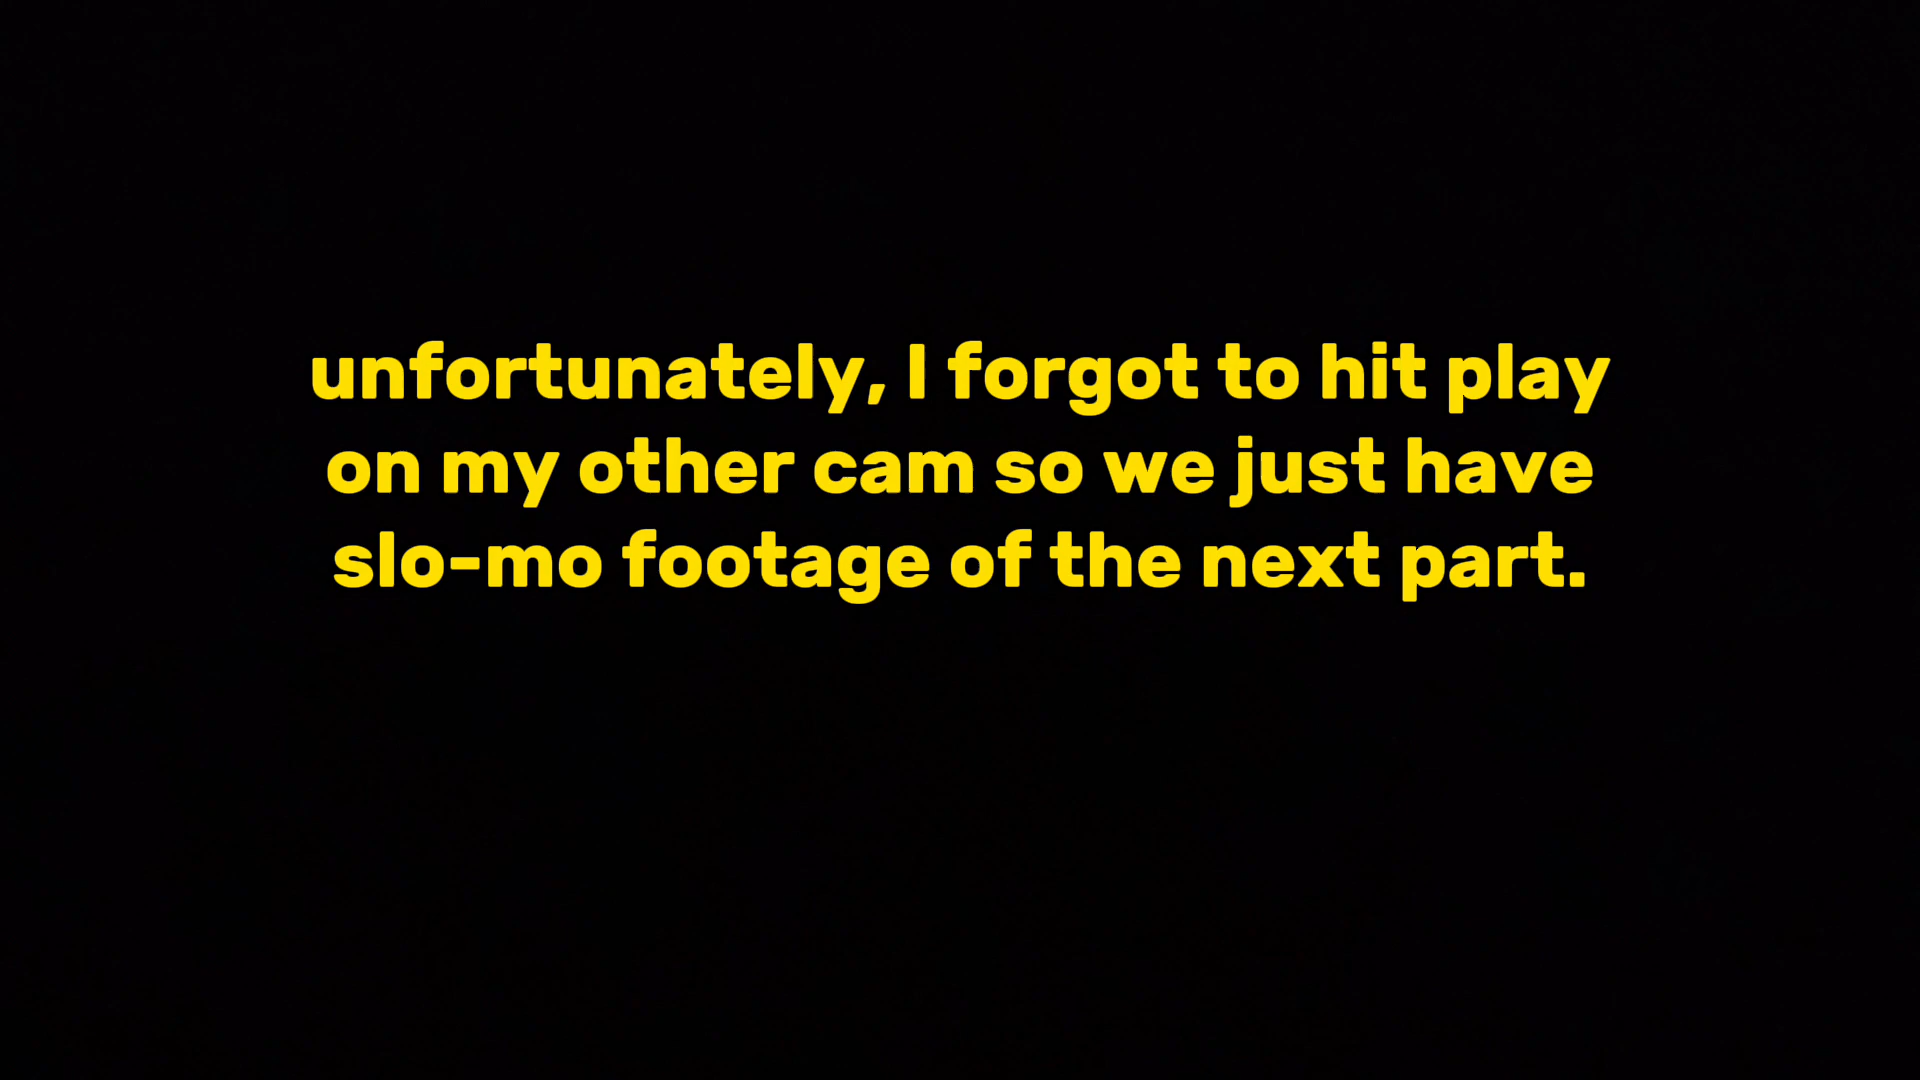 unfortunately, I forgot to hit play
on my other cam so we just have
slo-mo footage of the next part.